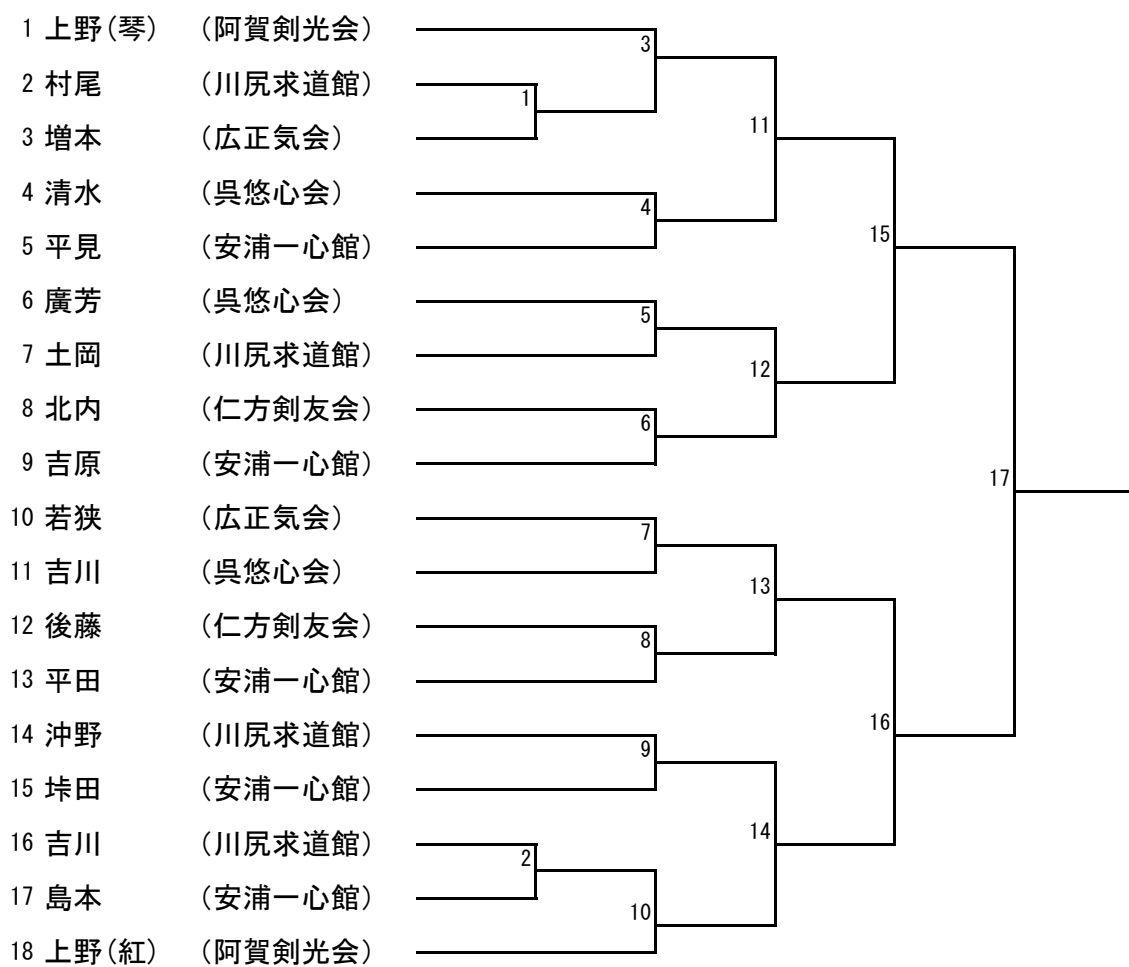 1 上野(琴) (阿賀剣光会)
3
2 村尾 (川尻求道館)
1
3 増本 (広正気会)
11
4 清水 (呉悠心会)
4
5 平見 (安浦一心館)
15
6 廣芳 (呉悠心会)
5
7 土岡 (川尻求道館)
12
8 北内 (仁方剣友会)
6
9 吉原 (安浦一心館)
17
10 若狭 (広正気会)
7
11 吉川 (呉悠心会)
13
12 後藤 (仁方剣友会)
8
13 平田 (安浦一心館)
16
14 沖野 (川尻求道館)
9
15 垰田 (安浦一心館)
14
16 吉川 (川尻求道館)
2
17 島本 (安浦一心館)
10
18 上野(紅) (阿賀剣光会)